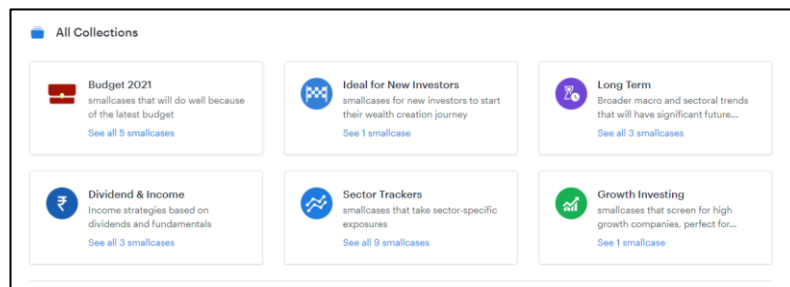 All Collections
Budget 2021
smallcases that will do well because
of the latest budget
See all 5 smallcases
Ideal for New Investors
smallcases for new investors to start
their wealth creation journey
See 1 smallcase
Long Term
Broader macro and sectoral trends
that will have significant future...
See all 3 smallcases
Dividend & Income
Income strategies based on
dividends and fundamentals
See all 3 smallcases
Sector Trackers
smallcases that take sector-specific
exposures
See all 9 smallcases
Growth Investing
smallcases that screen for high
growth companies, perfect for...
See 1 smallcase